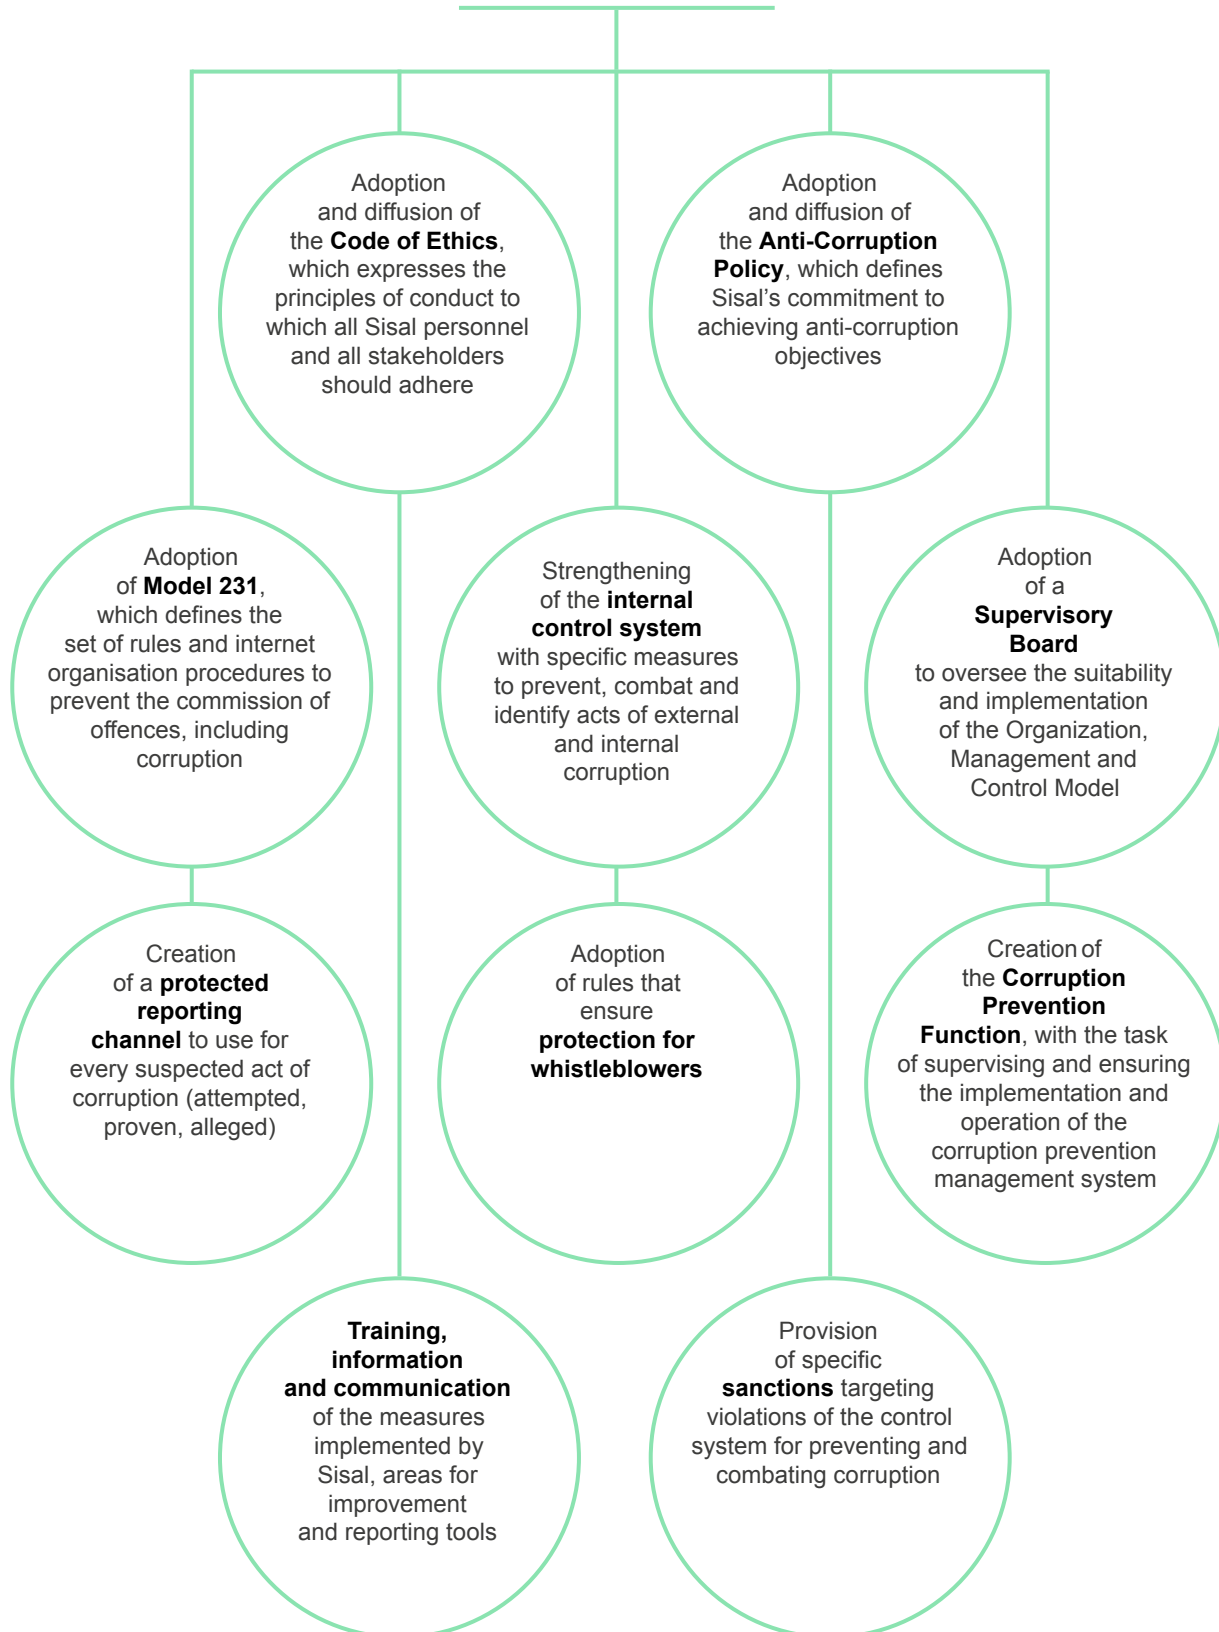 Adoption
and diffusion of
the Code of Ethics,
which expresses the
principles of conduct to
which all Sisal personnel
and all stakeholders
should adhere
Adoption
and diffusion of
the Anti-Corruption
Policy, which defines
Sisal's commitment to
achieving anti-corruption
objectives
Adoption
of Model 231,
which defines the
set of rules and internet
organisation procedures to
prevent the commission of
offences, including
corruption
Strengthening
of the internal
control system
with specific measures
to prevent, combat and
identify acts of external
and internal
corruption
Adoption
of a
Supervisory
Board
to oversee the suitability
and implementation
of the Organization,
Management and
Control Model
Creation
of a protected
reporting
channel to use for
every suspected act of
corruption (attempted,
proven, alleged)
Adoption
of rules that
ensure
protection for
whistleblowers
Creation of
the Corruption
Prevention
Function, with the task
of supervising and ensuring
the implementation and
operation of the
corruption prevention
management system
Training,
information
and communication
of the measures
implemented by
Sisal, areas for
improvement
and reporting tools
Provision
of specific
sanctions targeting
violations of the control
system for preventing and
combating corruption